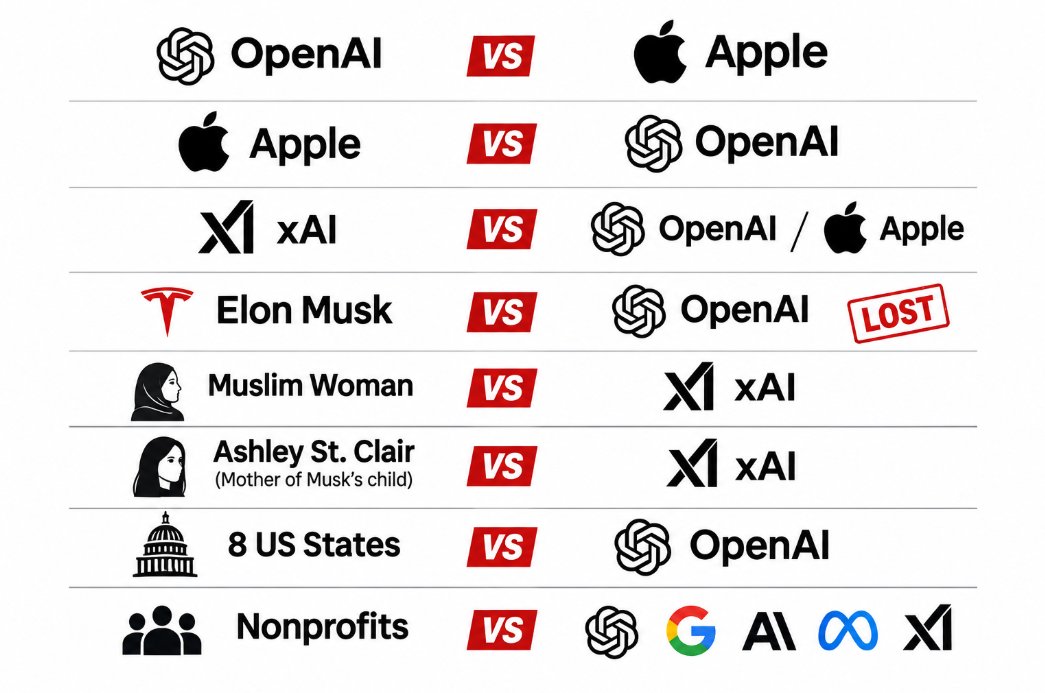 OpenAI VS Apple
Apple VS OpenAI
xAI VS OpenAI / Apple
Elon Musk VS OpenAI LOST
Muslim Woman VS xAI
Ashley St. Clair
(Mother of Musk's child) VS xAI
8 US States VS OpenAI
Nonprofits VS